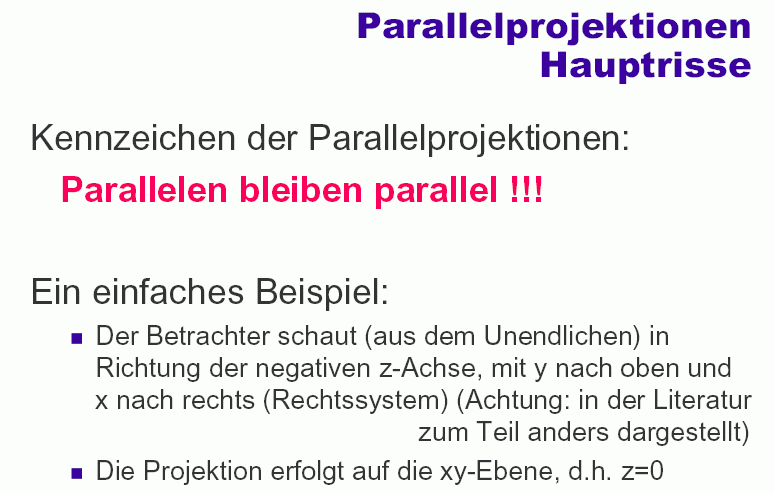 Parallelprojektionen
Hauptrisse
Kennzeichen der Parallelprojektionen:
Parallelen bleiben parallel !!!
Ein einfaches Beispiel:
Der Betrachter schaut (aus dem Unendlichen) in
Richtung der negativen z-Achse, mit y nach oben und
x nach rechts (Rechtssystem) (Achtung: in der Literatur
zum Teil anders dargestellt)
Die Projektion erfolgt auf die xy-Ebene, d.h. z=0